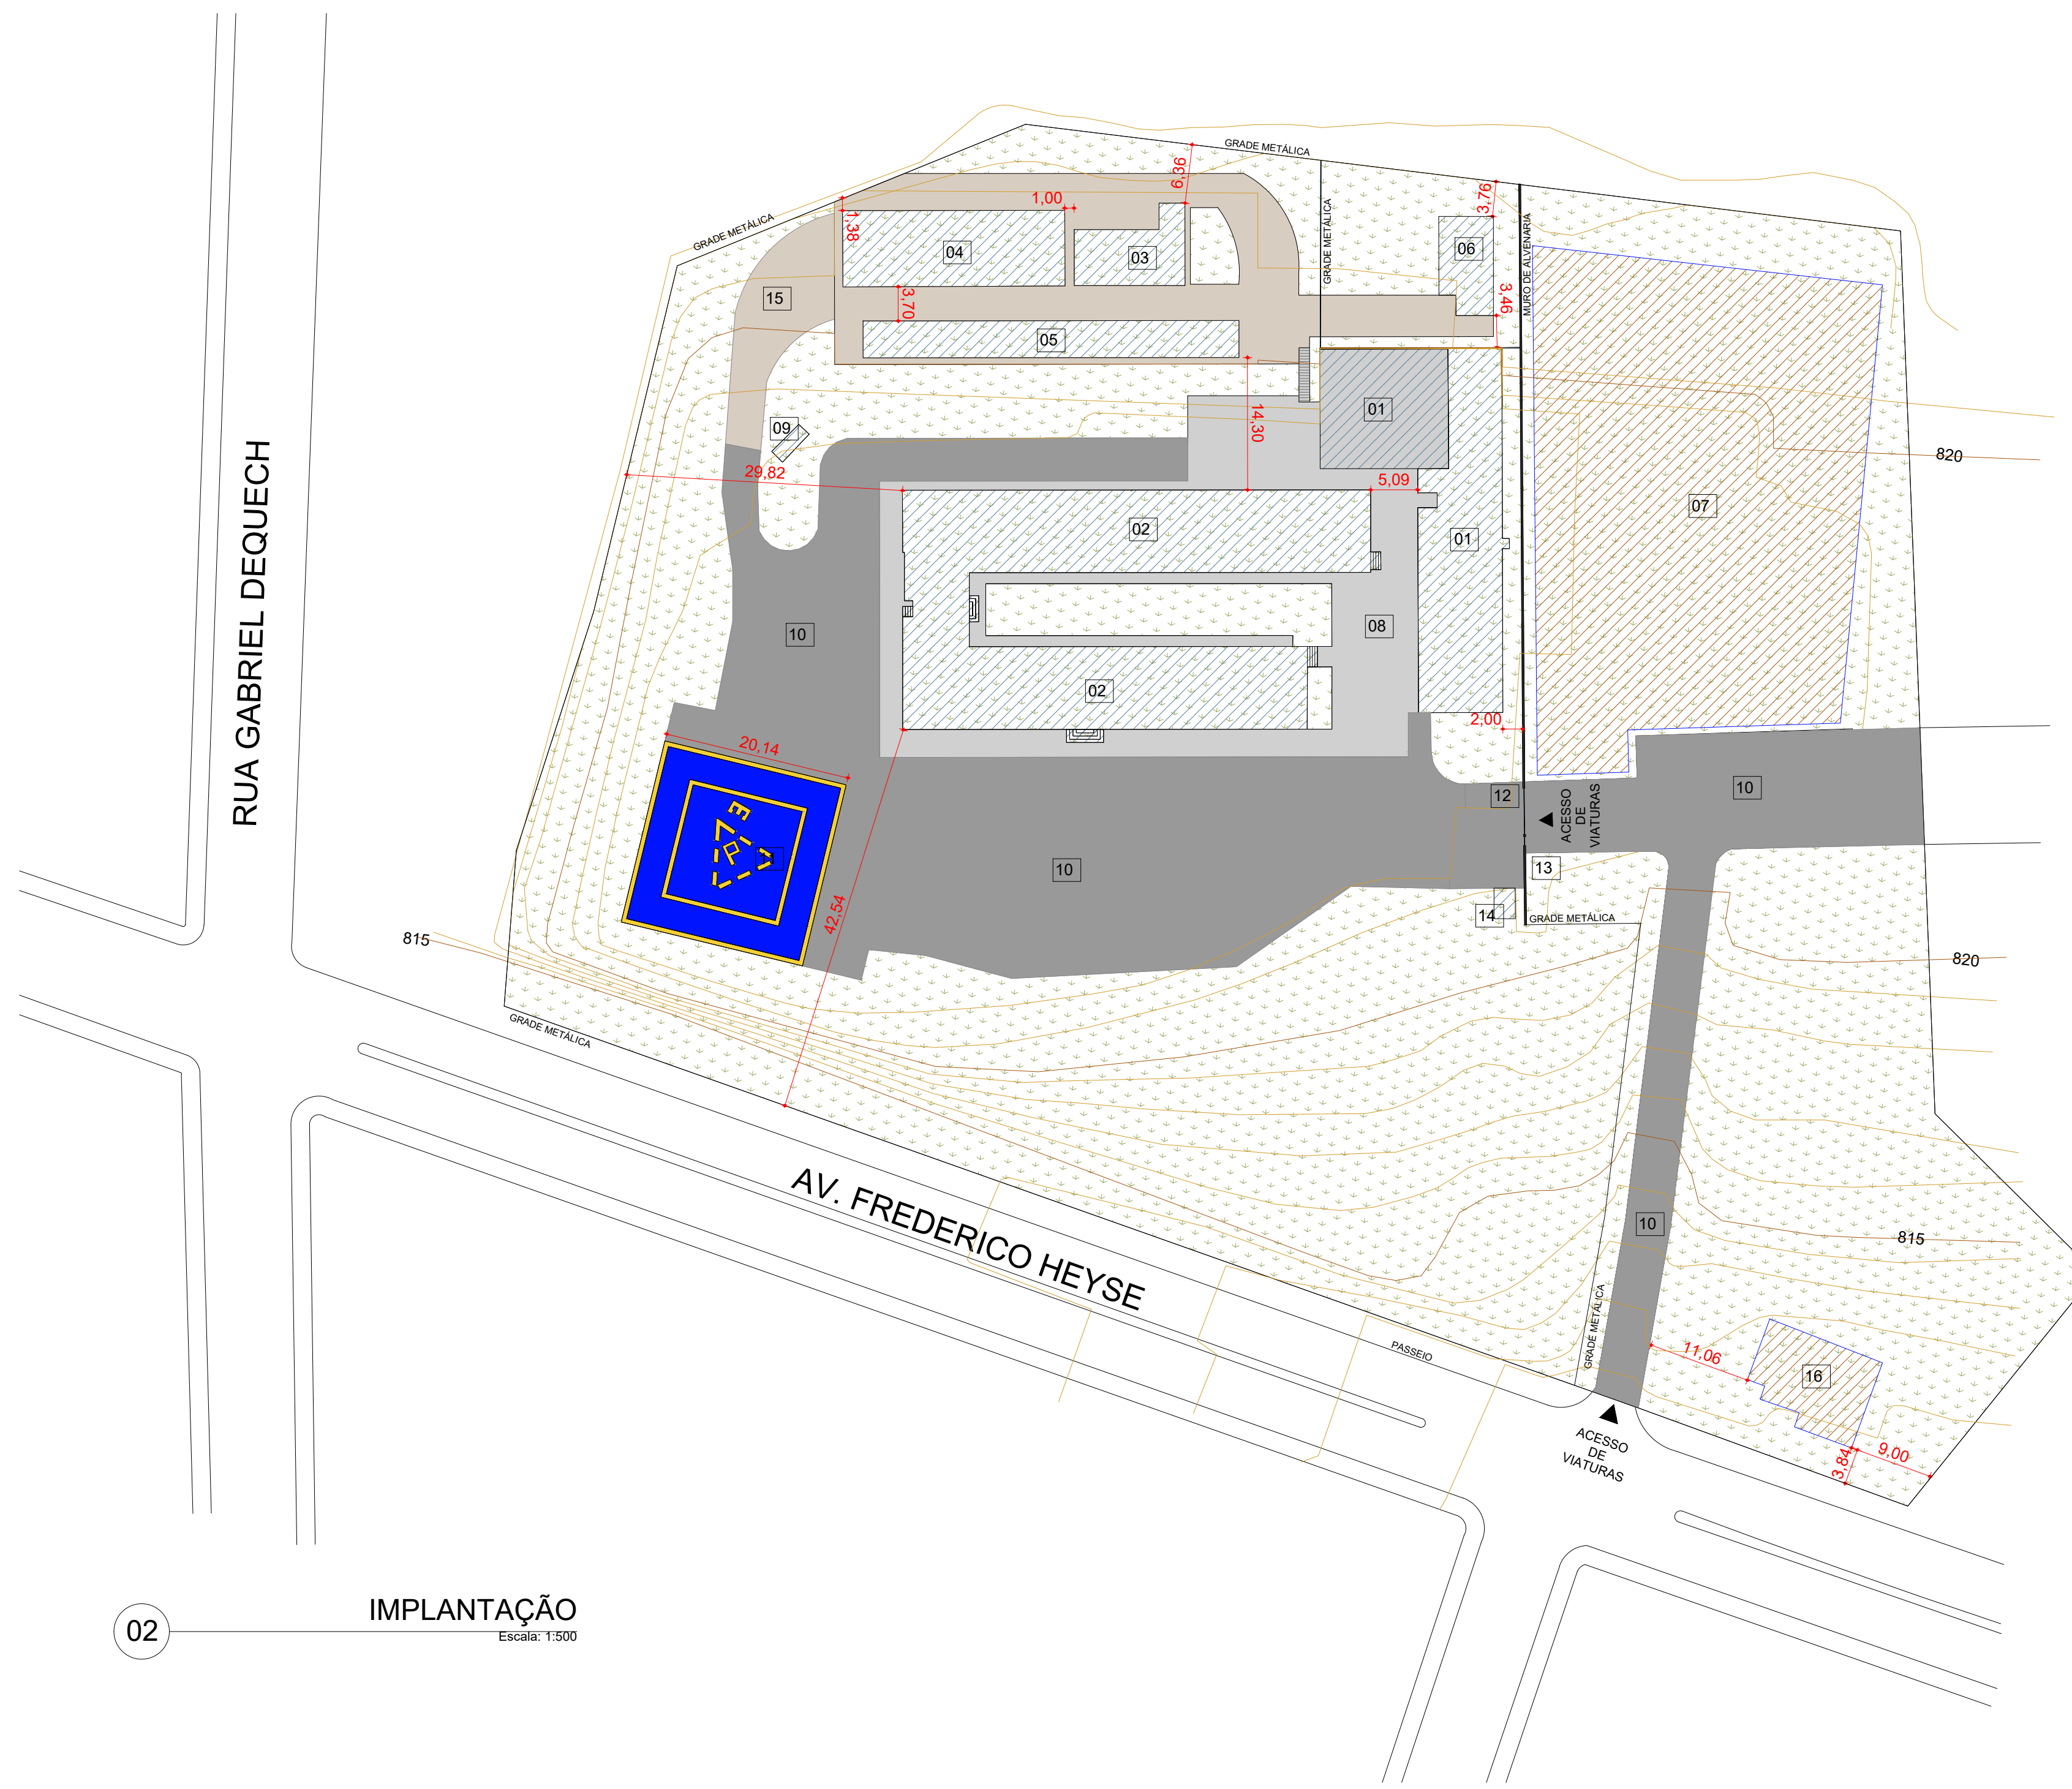 GRADE METÁLICA
6,36
3,76
1,00
GRADE METÁLICA
1,38
GRADE METÁLICA
MURO DE ALVENARIA
04
03
06
15
3,70
3,46
05
01
09
14,30
820
RUA GABRIEL DEQUECH
29,82
5,09
07
02
01
10
08
02
2,00
20,14
10
12
ACESSO
DE
VIATURAS
E
P
V
11
10
13
42,54
14
GRADE METÁLICA
815
820
GRADE METÁLICA
AV. FREDERICO HEYSE
10
815
GRADE METÁLICA
PASSEIO
11,06
16
ACESSO
DE
VIATURAS
3,84
9,00
02
IMPLANTAÇÃO
Escala: 1:500